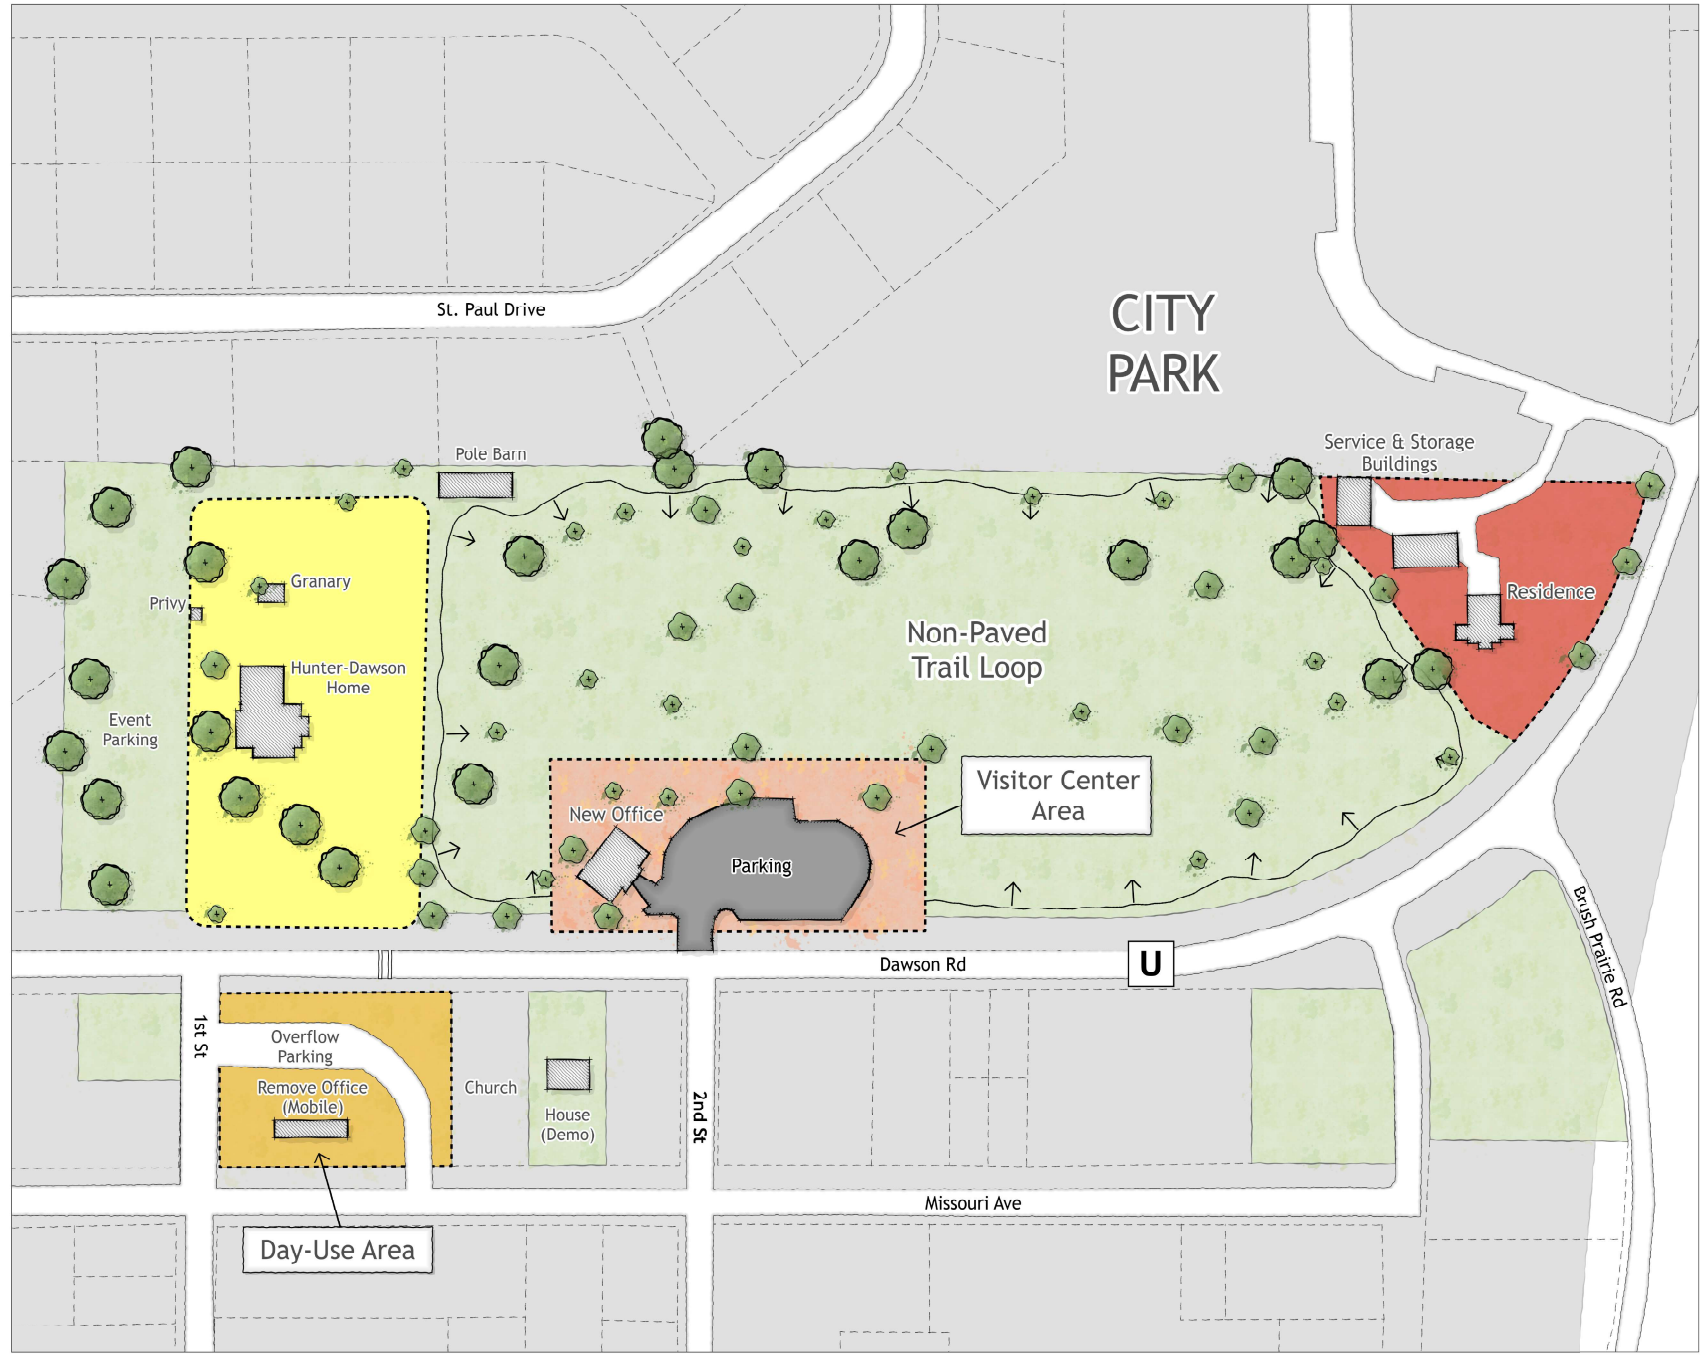 St. Paul Drive
CITY
PARK
Service & Storage
Buildings
Pole Barn
Granary
Privy
Residence
Non-Paved
Trail Loop
Hunter-Dawson
Home
Event
Parking
Visitor Center
Area
New Office
Parking
Dawson Rd
U
Brush Prairie Rd
1st St
Overflow
Parking
Remove Office
(Mobile)
Church
House
(Demo)
2nd St
Missouri Ave
Day-Use Area